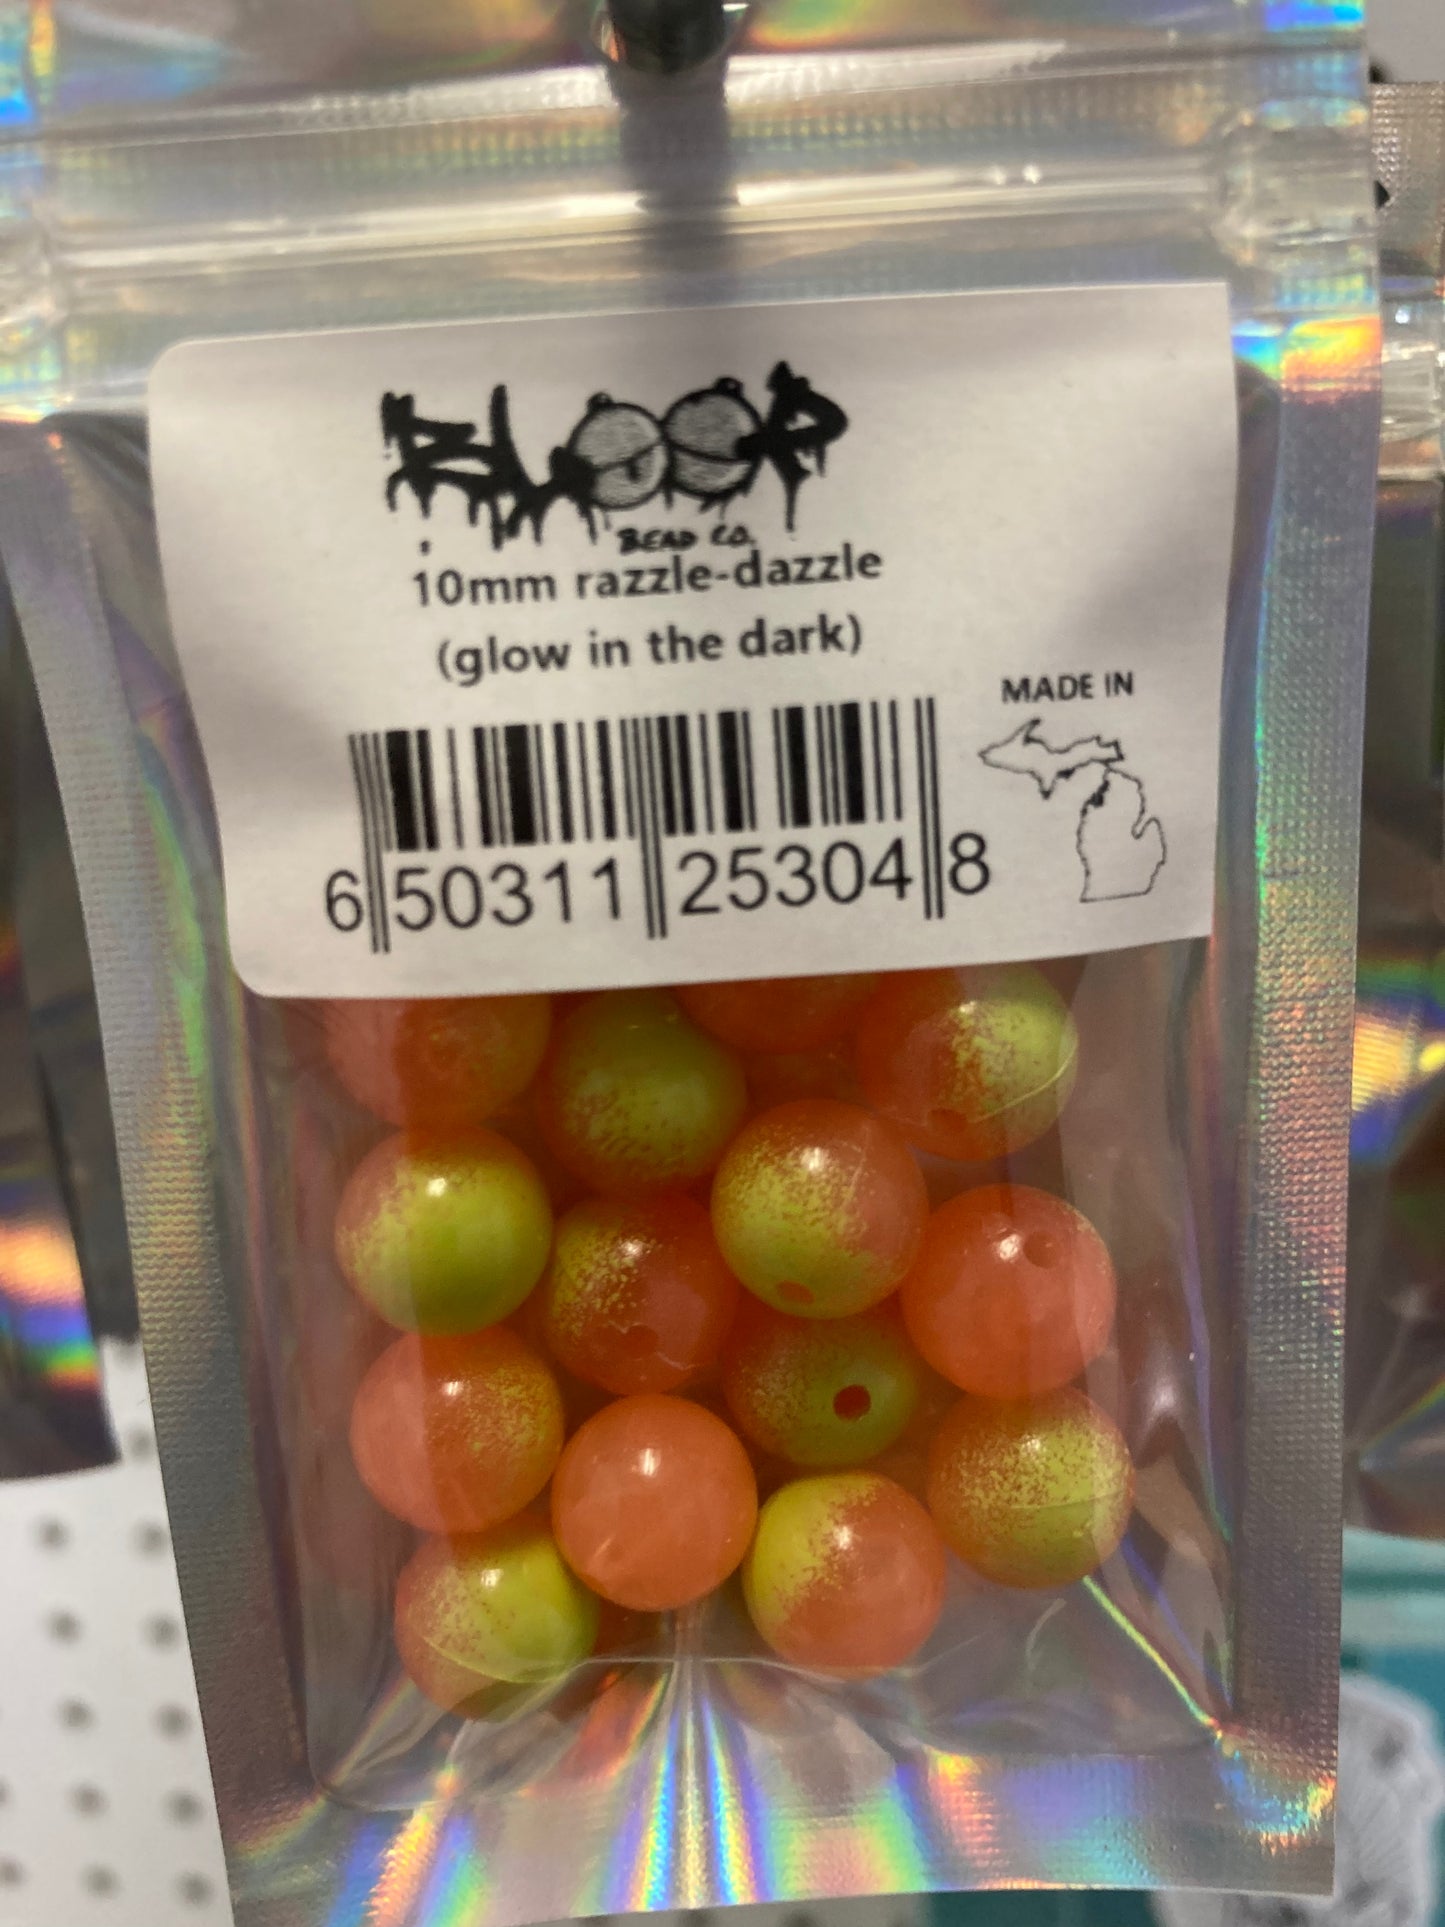 BLOOP
BEAD CO.
10mm razzle-dazzle
(glow in the dark)
MADE IN
6 50311 25304 8